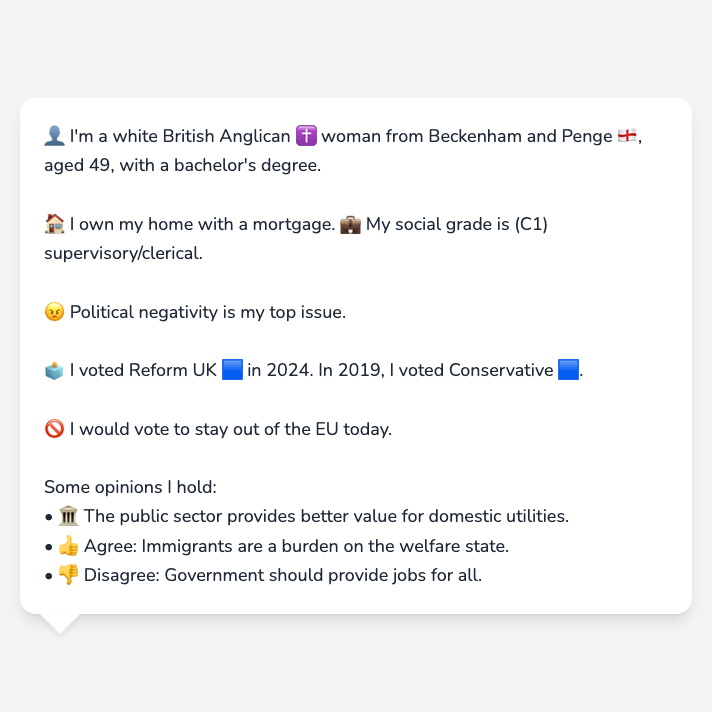 👤 I'm a white British Anglican ✝️ woman from Beckenham and Penge 🏴󠁧󠁢󠁥󠁮󠁧󠁿,
aged 49, with a bachelor's degree.
🏠 I own my home with a mortgage. 💼 My social grade is (C1)
supervisory/clerical.
😠 Political negativity is my top issue.
🗳️ I voted Reform UK 🟦 in 2024. In 2019, I voted Conservative 🟦.
🚫 I would vote to stay out of the EU today.
Some opinions I hold:
• 🏛️ The public sector provides better value for domestic utilities.
• 👍 Agree: Immigrants are a burden on the welfare state.
• 👎 Disagree: Government should provide jobs for all.